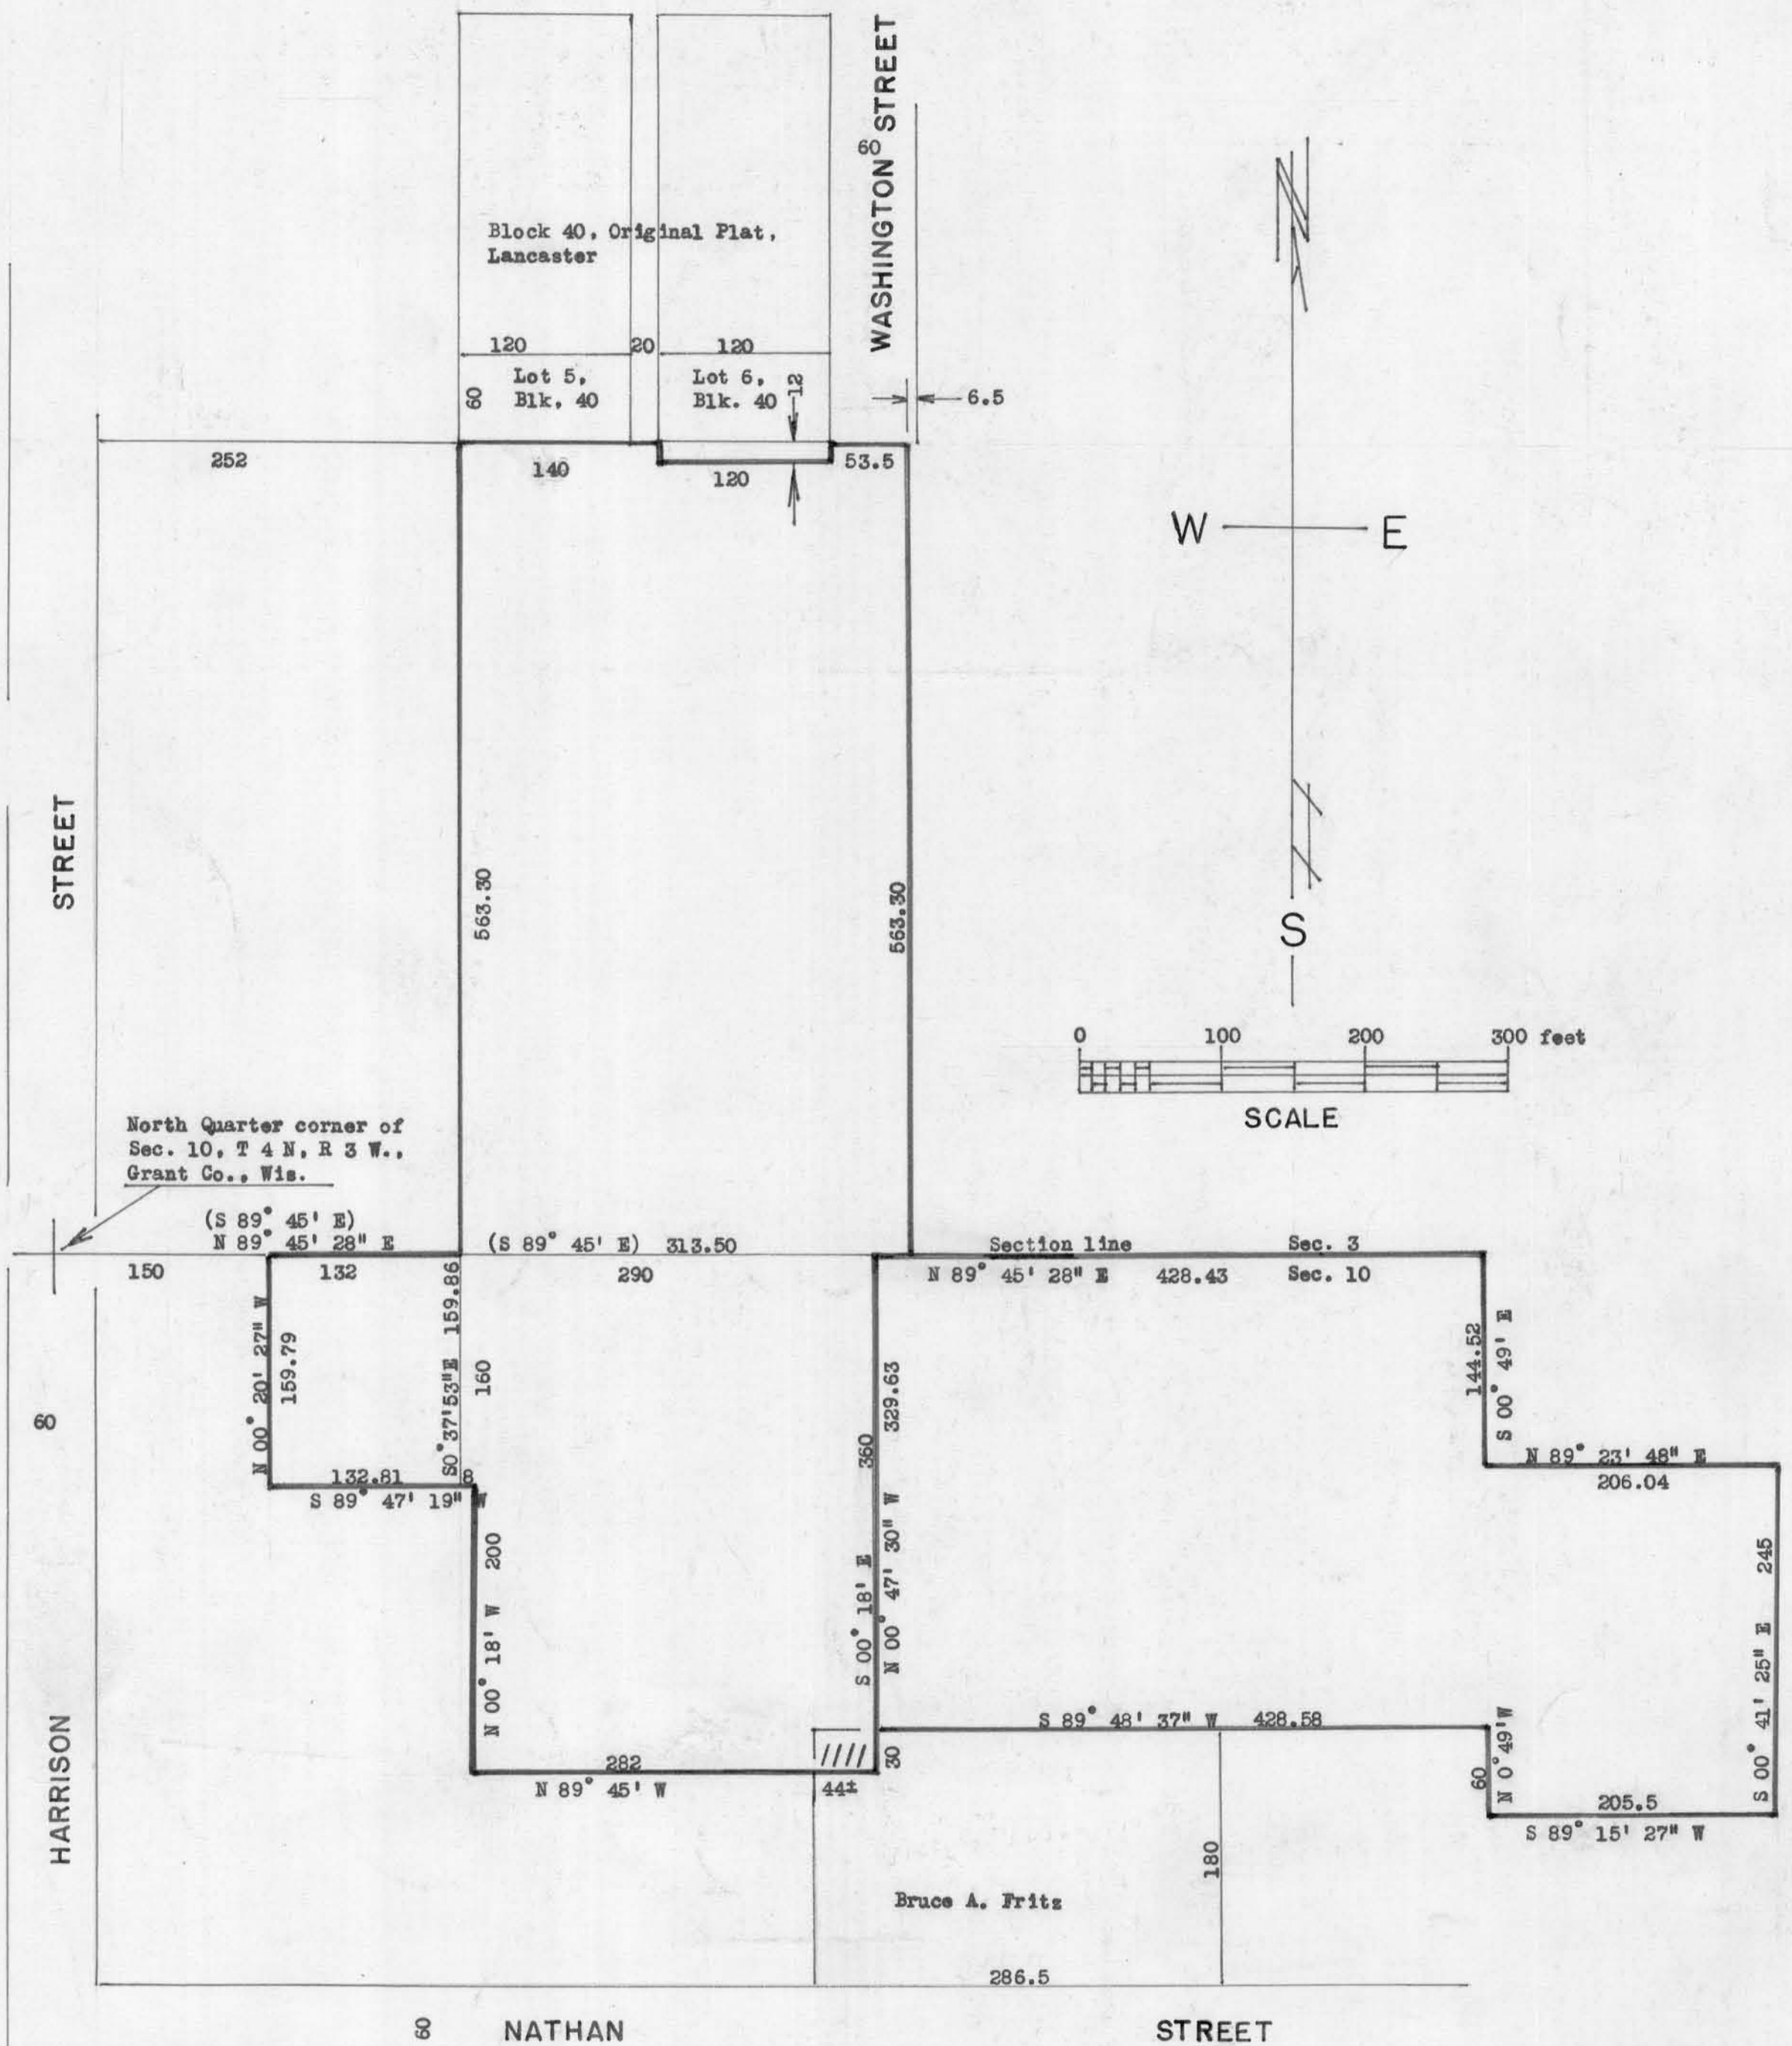 WASHINGTON STREET
60
Block 40, Original Plat,
Lancaster
120
20
120
Lot 5,
Blk, 40
60
Lot 6,
Blk. 40
12
6.5
252
140
120
53.5
N
W
E
S
563.30
563.30
0 100 200 300 feet
SCALE
STREET
North Quarter corner of
Sec. 10, T 4 N, R 3 W.,
Grant Co., Wis.
(S 89° 45' E)
N 89° 45' 28" E
(S 89° 45' E) 313.50
Section line
Sec. 3
150
132
290
N 89° 45' 28" E 428.43
Sec. 10
N 00° 20' 27" W
159.79
S0°37'53"E 159.86
160
329.63
360
144.52
S 00° 49' E
60
132.81
8
S 89° 47' 19" W
N 89° 23' 48" E
206.04
N 00° 18' W 200
S 00° 18' E
N 00° 47' 30" W
245
S 00° 41' 25" E
S 89° 48' 37" W 428.58
HARRISON
282
N 89° 45' W
44±
30
60
N 0°49'W
205.5
S 89° 15' 27" W
180
Bruce A. Fritz
286.5
60
NATHAN STREET